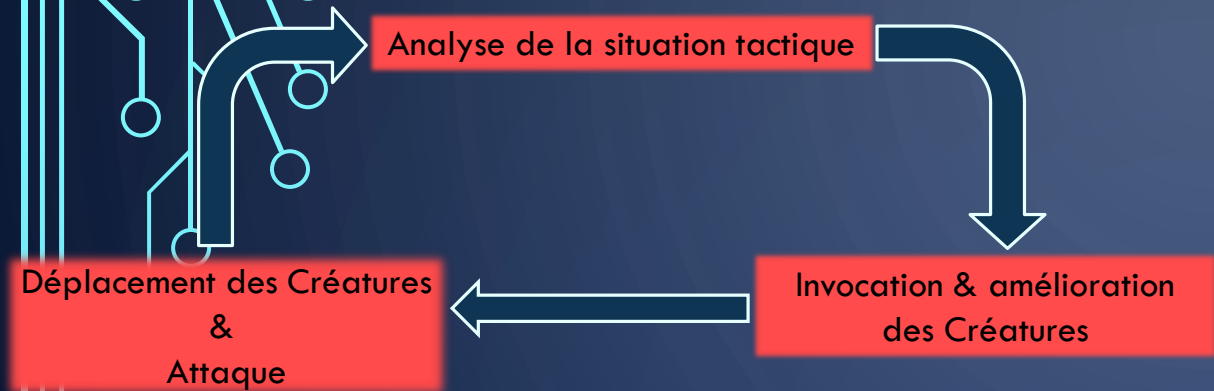 Analyse de la situation tactique
Invocation & amélioration
des Créatures
Déplacement des Créatures
&
Attaque